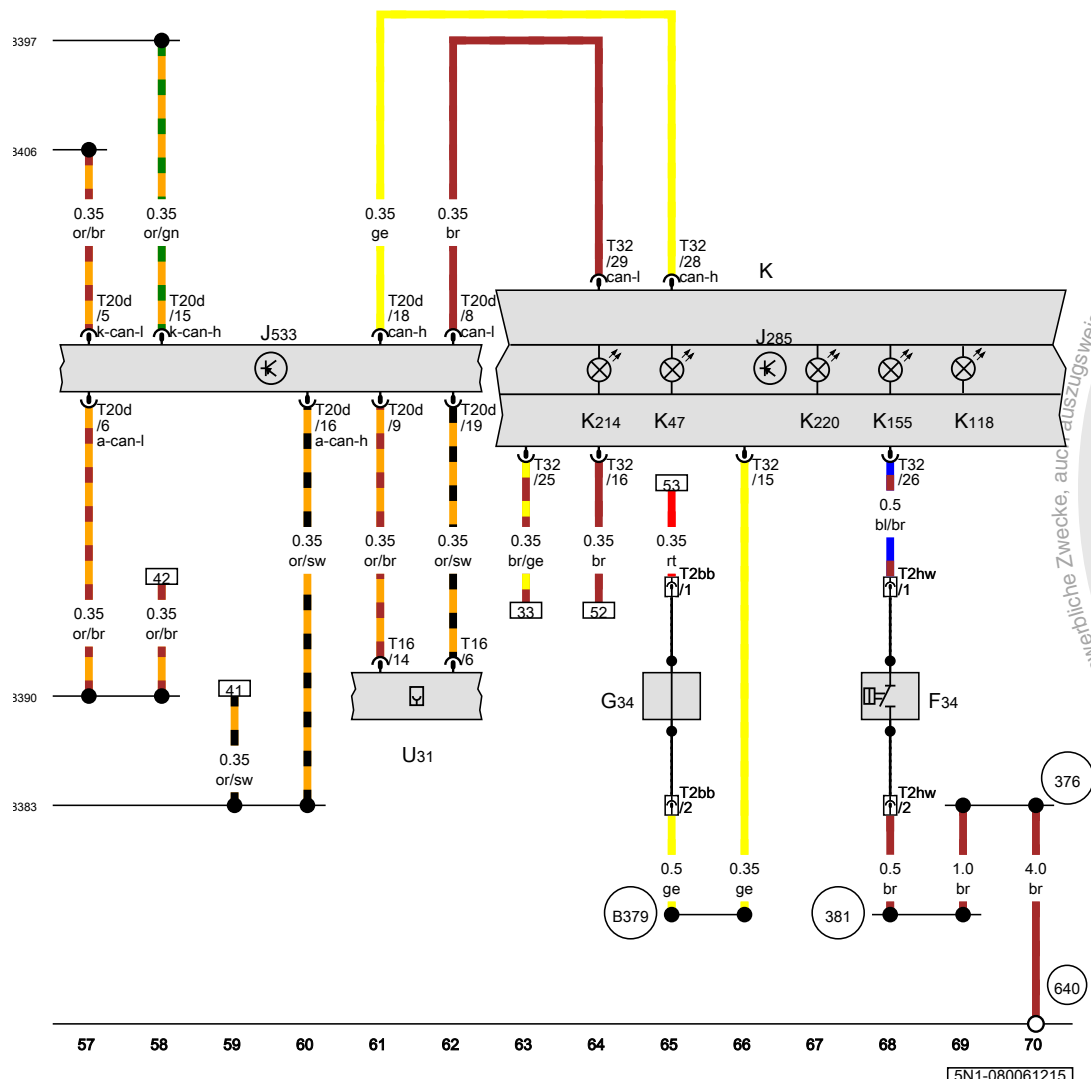 0.35
or/br
0.35
or/gn
0.35
ge
0.35
br
T20d
/5
k-can-l
T20d
/15
k-can-h
T20d
/18
can-h
T20d
/8
can-l
T32
/29
can-l
T32
/28
can-h
K
J533
J285
K214
K47
K220
K155
K118
T20d
/6
a-can-l
T20d
/16
a-can-h
T20d
/9
T20d
/19
T32
/25
T32
/16
53
T32
/15
T32
/26
0.35
or/sw
0.35
or/br
0.35
or/sw
0.35
br/ge
0.35
br
0.35
rt
0.5
bl/br
42
33
52
T2bb
/1
T2hw
/1
0.35
or/br
0.35
or/br
T16
/14
T16
/6
41
G34
F34
U31
0.35
or/sw
T2bb
/2
T2hw
/2
376
0.5
ge
0.35
ge
0.5
br
1.0
br
4.0
br
B379
381
640
57 58 59 60 61 62 63 64 65 66 67 68 69 70
5N1-080061215
Zwecke, auch auszugsweise